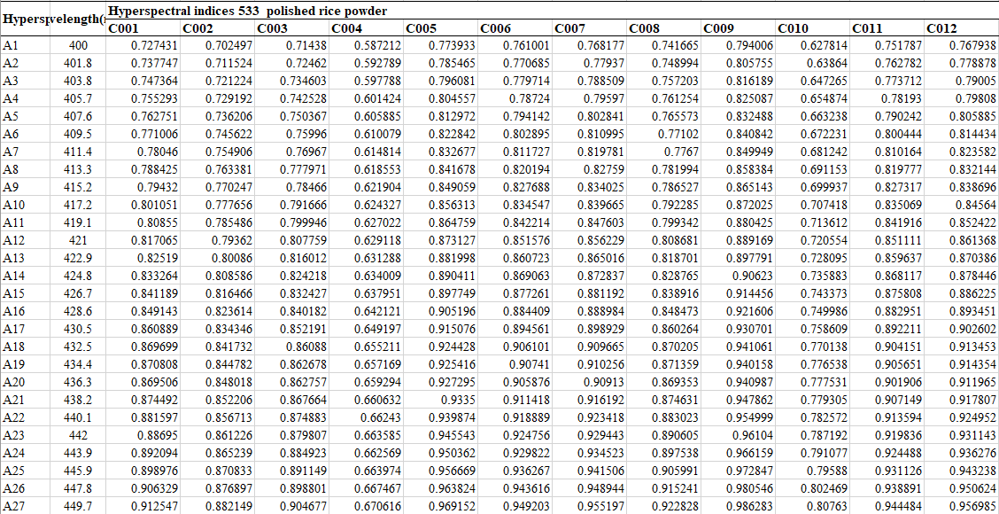 Hyperspectral indices 533 polished rice powder
Hypersp velength(
C001 C002 C003 C004 C005 C006 C007 C008 C009 C010 C011 C012
A1 400 0.727431 0.702497 0.71438 0.587212 0.773933 0.761001 0.768177 0.741665 0.794006 0.627814 0.751787 0.767938
A2 401.8 0.737747 0.711524 0.72462 0.592789 0.785465 0.770685 0.77937 0.748994 0.805755 0.63864 0.762782 0.778878
A3 403.8 0.747364 0.721224 0.734603 0.597788 0.796081 0.779714 0.788509 0.757203 0.816189 0.647265 0.773712 0.79005
A4 405.7 0.755293 0.729192 0.742528 0.601424 0.804557 0.78724 0.79597 0.761254 0.825087 0.654874 0.78193 0.79808
A5 407.6 0.762751 0.736206 0.750367 0.605885 0.812972 0.794142 0.802841 0.765573 0.832488 0.663238 0.790242 0.805885
A6 409.5 0.771006 0.745622 0.75996 0.610079 0.822842 0.802895 0.810995 0.77102 0.840842 0.672231 0.800444 0.814434
A7 411.4 0.78046 0.754906 0.76967 0.614814 0.832677 0.811727 0.819781 0.7767 0.849949 0.681242 0.810164 0.823582
A8 413.3 0.788425 0.763381 0.777971 0.618553 0.841678 0.820194 0.82759 0.781994 0.858384 0.691153 0.819777 0.832144
A9 415.2 0.79432 0.770247 0.78466 0.621904 0.849059 0.827688 0.834025 0.786527 0.865143 0.699937 0.827317 0.838696
A10 417.2 0.801051 0.777656 0.791666 0.624327 0.856313 0.834547 0.839665 0.792285 0.872025 0.707418 0.835069 0.84564
A11 419.1 0.80855 0.785486 0.799946 0.627022 0.864759 0.842214 0.847603 0.799342 0.880425 0.713612 0.841916 0.852422
A12 421 0.817065 0.79362 0.807759 0.629118 0.873127 0.851576 0.856229 0.808681 0.889169 0.720554 0.851111 0.861368
A13 422.9 0.82519 0.80086 0.816012 0.631288 0.881998 0.860723 0.865016 0.818701 0.897791 0.728095 0.859637 0.870386
A14 424.8 0.833264 0.808586 0.824218 0.634009 0.890411 0.869063 0.872837 0.828765 0.90623 0.735883 0.868117 0.878446
A15 426.7 0.841189 0.816466 0.832427 0.637951 0.897749 0.877261 0.881192 0.838916 0.914456 0.743373 0.875808 0.886225
A16 428.6 0.849143 0.823614 0.840182 0.642121 0.905196 0.884409 0.888984 0.848473 0.921606 0.749986 0.882951 0.893451
A17 430.5 0.860889 0.834346 0.852191 0.649197 0.915076 0.894561 0.898929 0.860264 0.930701 0.758609 0.892211 0.902602
A18 432.5 0.869699 0.841732 0.86088 0.655211 0.924428 0.906101 0.909665 0.870205 0.941061 0.770138 0.904151 0.913453
A19 434.4 0.870808 0.844782 0.862678 0.657169 0.925416 0.90741 0.910256 0.871359 0.940158 0.776538 0.905651 0.914354
A20 436.3 0.869506 0.848018 0.862757 0.659294 0.927295 0.905876 0.90913 0.869353 0.940987 0.777531 0.901906 0.911965
A21 438.2 0.874492 0.852206 0.867664 0.660632 0.9335 0.911418 0.916192 0.874631 0.947862 0.779305 0.907149 0.917807
A22 440.1 0.881597 0.856713 0.874883 0.66243 0.939874 0.918889 0.923418 0.883023 0.954999 0.782572 0.913594 0.924952
A23 442 0.88695 0.861226 0.879807 0.663585 0.945543 0.924756 0.929443 0.890605 0.96104 0.787192 0.919836 0.931143
A24 443.9 0.892094 0.865239 0.884923 0.662569 0.950362 0.929822 0.934523 0.897538 0.966159 0.791077 0.924488 0.936276
A25 445.9 0.898976 0.870833 0.891149 0.663974 0.956669 0.936267 0.941506 0.905991 0.972847 0.79588 0.931126 0.943238
A26 447.8 0.906329 0.876897 0.898801 0.667467 0.963824 0.943616 0.948944 0.915241 0.980546 0.802469 0.938891 0.950624
A27 449.7 0.912547 0.882149 0.904677 0.670616 0.969152 0.949203 0.955197 0.922828 0.986283 0.80763 0.944484 0.956985